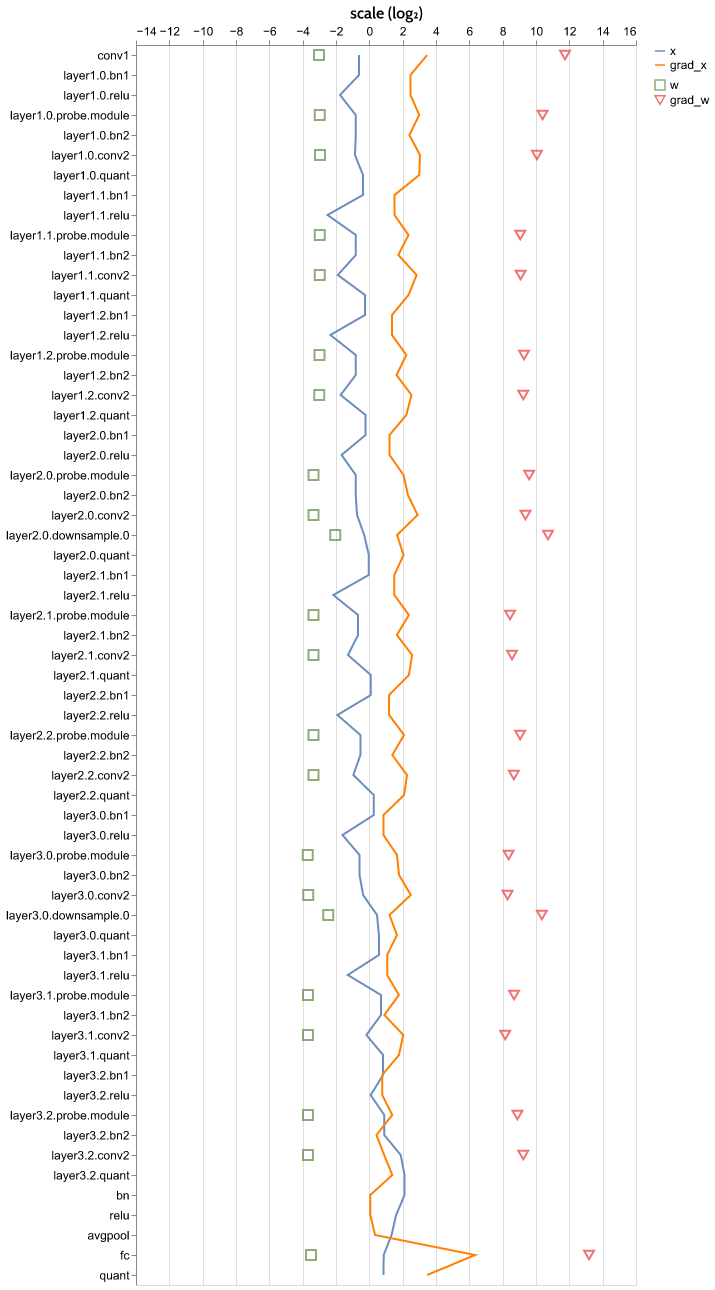 scale (log₂)
−14 −12 −10 −8 −6 −4 −2 0 2 4 6 8 10 12 14 16
x
grad_x
w
grad_w
conv1
layer1.0.bn1
layer1.0.relu
layer1.0.probe.module
layer1.0.bn2
layer1.0.conv2
layer1.0.quant
layer1.1.bn1
layer1.1.relu
layer1.1.probe.module
layer1.1.bn2
layer1.1.conv2
layer1.1.quant
layer1.2.bn1
layer1.2.relu
layer1.2.probe.module
layer1.2.bn2
layer1.2.conv2
layer1.2.quant
layer2.0.bn1
layer2.0.relu
layer2.0.probe.module
layer2.0.bn2
layer2.0.conv2
layer2.0.downsample.0
layer2.0.quant
layer2.1.bn1
layer2.1.relu
layer2.1.probe.module
layer2.1.bn2
layer2.1.conv2
layer2.1.quant
layer2.2.bn1
layer2.2.relu
layer2.2.probe.module
layer2.2.bn2
layer2.2.conv2
layer2.2.quant
layer3.0.bn1
layer3.0.relu
layer3.0.probe.module
layer3.0.bn2
layer3.0.conv2
layer3.0.downsample.0
layer3.0.quant
layer3.1.bn1
layer3.1.relu
layer3.1.probe.module
layer3.1.bn2
layer3.1.conv2
layer3.1.quant
layer3.2.bn1
layer3.2.relu
layer3.2.probe.module
layer3.2.bn2
layer3.2.conv2
layer3.2.quant
bn
relu
avgpool
fc
quant